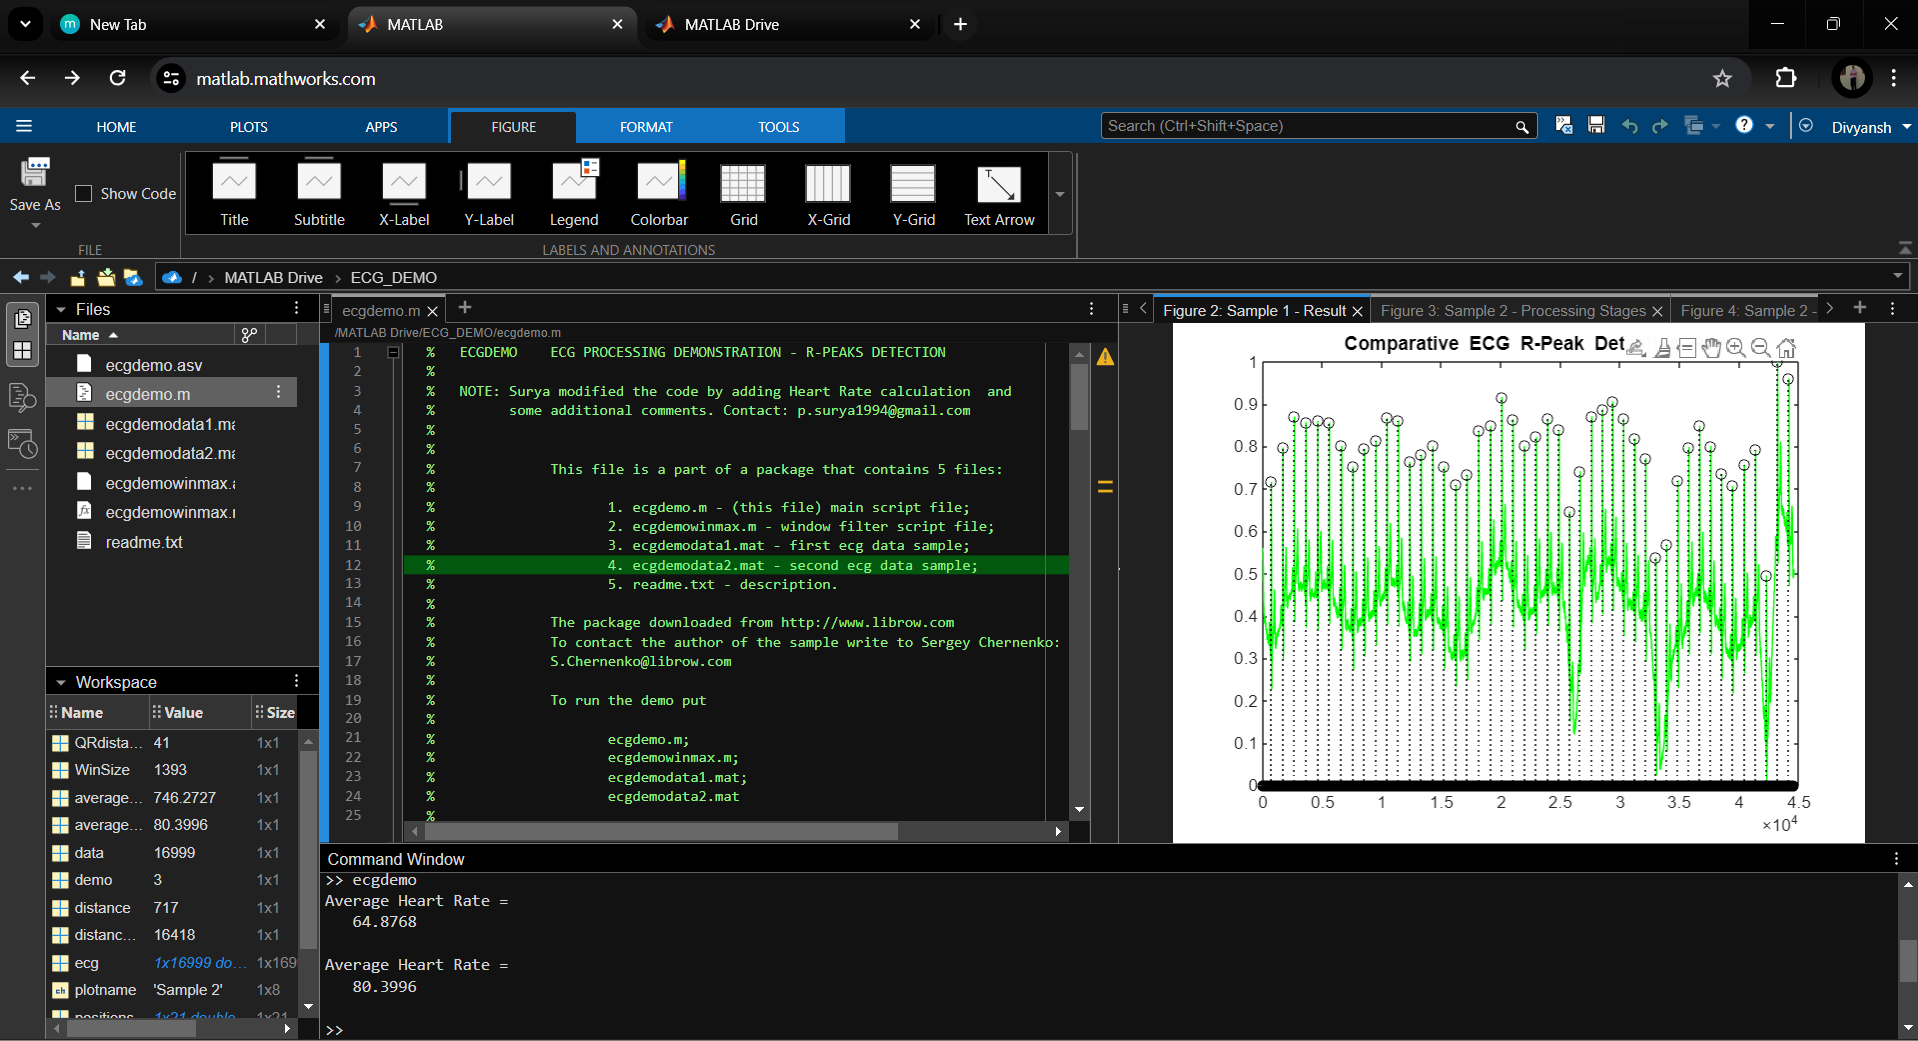 New Tab
MATLAB
MATLAB Drive
matlab.mathworks.com
HOME
PLOTS
APPS
FIGURE
FORMAT
TOOLS
Search (Ctrl+Shift+Space)
Divyansh
Save As
Show Code
Title
Subtitle
X-Label
Y-Label
Legend
Colorbar
Grid
X-Grid
Y-Grid
Text Arrow
FILE
LABELS AND ANNOTATIONS
/ › MATLAB Drive › ECG_DEMO
Files
Name
ecgdemo.asv
ecgdemo.m
ecgdemodata1.ma
ecgdemodata2.ma
ecgdemowinmax.
ecgdemowinmax.
readme.txt
Workspace
Name Value Size
QRdista... 41 1x1
WinSize 1393 1x1
average... 746.2727 1x1
average... 80.3996 1x1
data 16999 1x1
demo 3 1x1
distance 717 1x1
distanc... 16418 1x1
ecg 1x16999 do... 1x169
plotname 'Sample 2' 1x8
positions 1x21 double 1x21
ecgdemo.m
/MATLAB Drive/ECG_DEMO/ecgdemo.m
1 % ECGDEMO ECG PROCESSING DEMONSTRATION - R-PEAKS DETECTION
2 %
3 % NOTE: Surya modified the code by adding Heart Rate calculation and
4 % some additional comments. Contact: p.surya1994@gmail.com
5 %
6 %
7 % This file is a part of a package that contains 5 files:
8 %
9 % 1. ecgdemo.m - (this file) main script file;
10 % 2. ecgdemowinmax.m - window filter script file;
11 % 3. ecgdemodata1.mat - first ecg data sample;
12 % 4. ecgdemodata2.mat - second ecg data sample;
13 % 5. readme.txt - description.
14 %
15 % The package downloaded from http://www.librow.com
16 % To contact the author of the sample write to Sergey Chernenko:
17 % S.Chernenko@librow.com
18 %
19 % To run the demo put
20 %
21 % ecgdemo.m;
22 % ecgdemowinmax.m;
23 % ecgdemodata1.mat;
24 % ecgdemodata2.mat
25 %
Figure 2: Sample 1 - Result
Figure 3: Sample 2 - Processing Stages
Figure 4: Sample 2 -
Comparative ECG R-Peak Det
1
0.9
0.8
0.7
0.6
0.5
0.4
0.3
0.2
0.1
0
0 0.5 1 1.5 2 2.5 3 3.5 4 4.5
×10⁴
Command Window
>> ecgdemo
Average Heart Rate =
64.8768
Average Heart Rate =
80.3996
>>